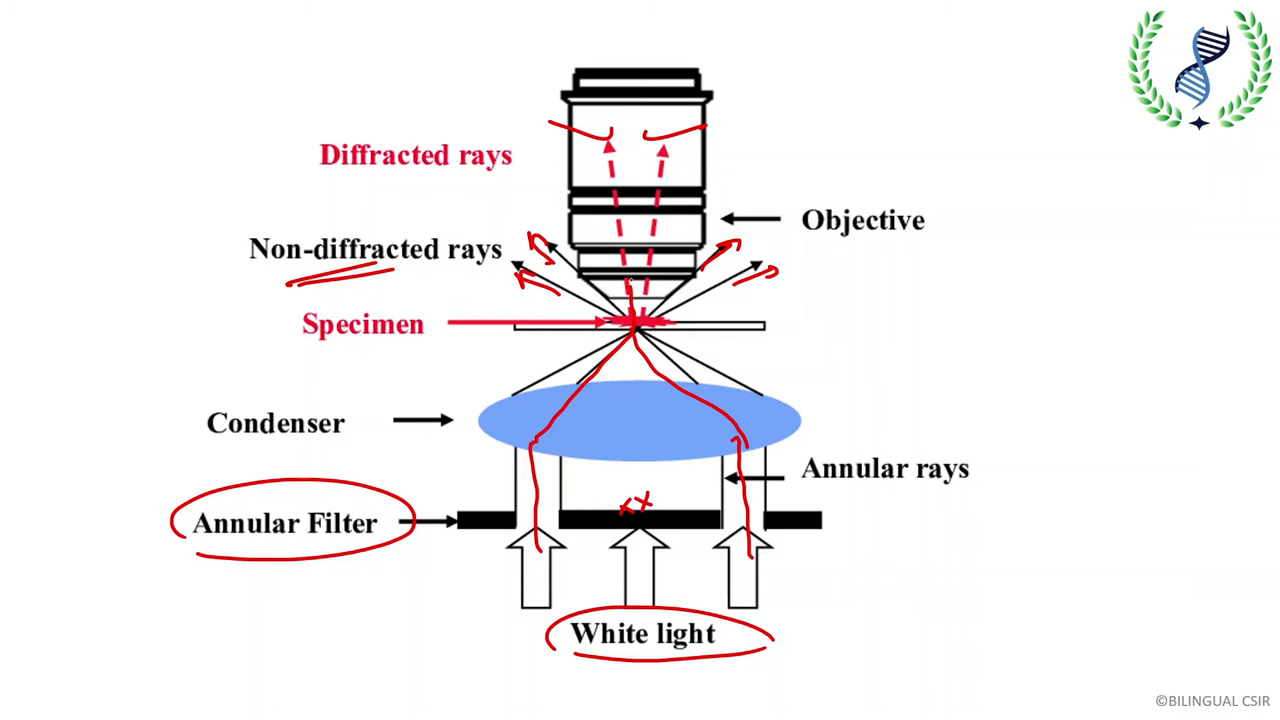 Diffracted rays
Objective
Non-diffracted rays
Specimen
Condenser
Annular rays
Annular Filter
White light
©BILINGUAL CSIR